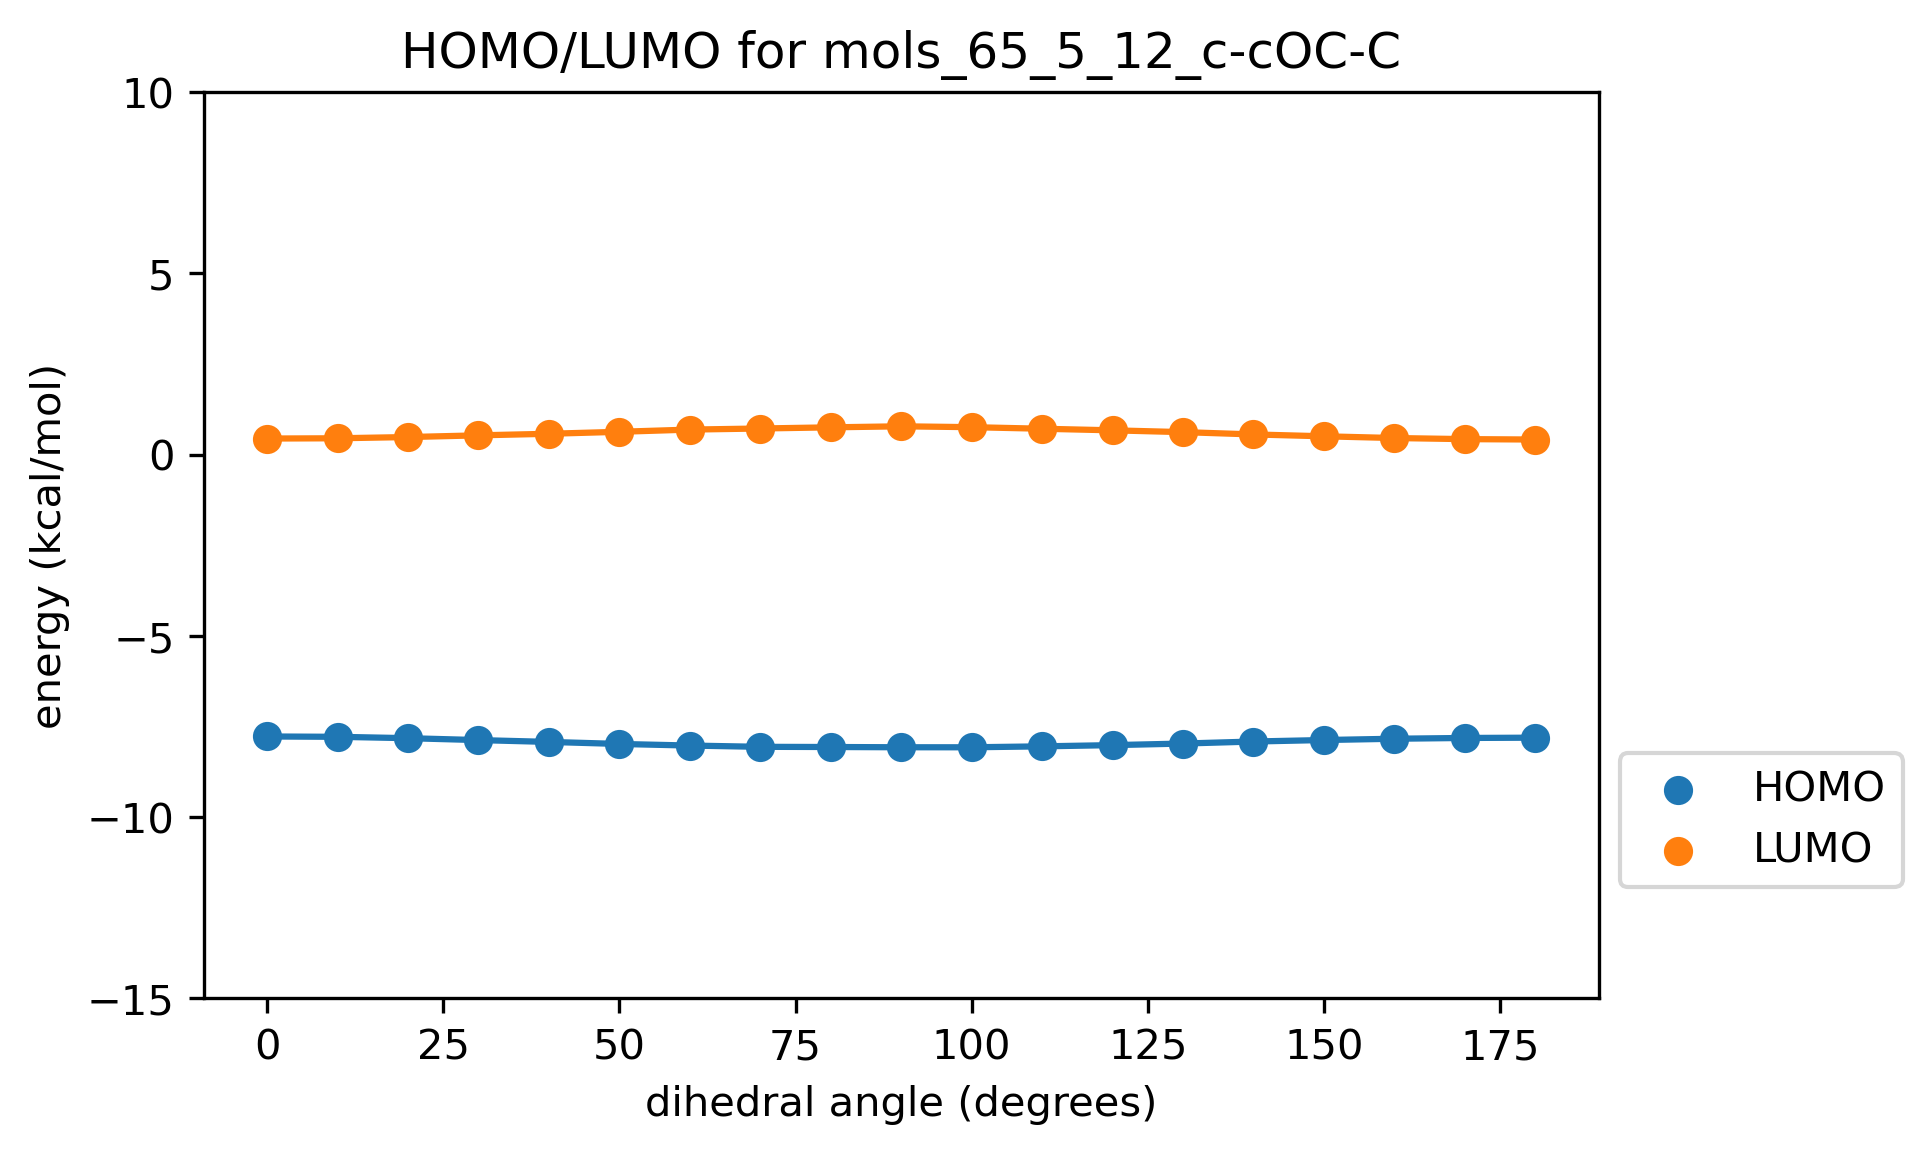 HOMO/LUMO for mols_65_5_12_c-cOC-C
10
5
0
−5
−10
−15
energy (kcal/mol)
0 25 50 75 100 125 150 175
dihedral angle (degrees)
HOMO
LUMO